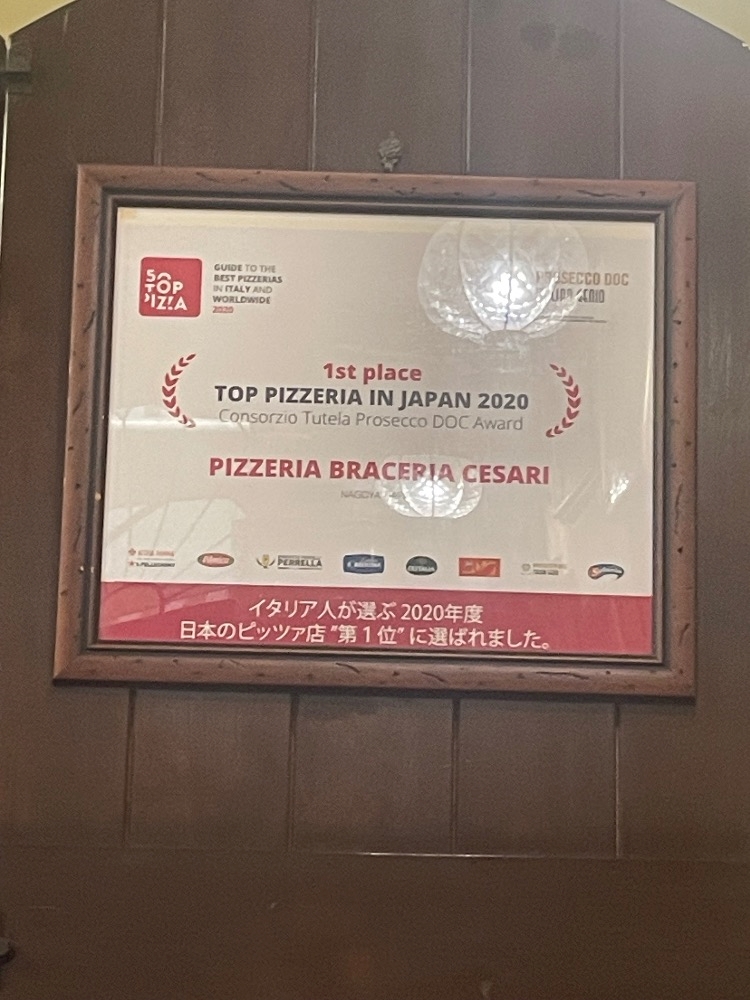 50
TOP
PIZZA
GUIDE TO THE
BEST PIZZERIAS
IN ITALY AND
WORLDWIDE
2020
PROSECCO DOC
1st place
TOP PIZZERIA IN JAPAN 2020
Consorzio Tutela Prosecco DOC Award
PIZZERIA BRACERIA CESARI
NAGOYA
S.PELLEGRINO
PERRELLA
イタリア人が選ぶ 2020年度
日本のピッツァ店 "第1位" に選ばれました。